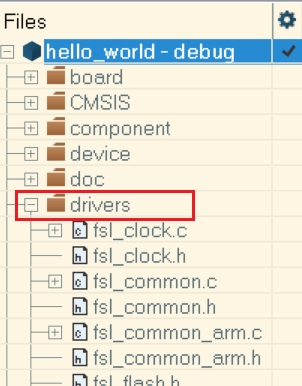 Files
hello_world - debug
board
CMSIS
component
device
doc
drivers
fsl_clock.c
fsl_clock.h
fsl_common.c
fsl_common.h
fsl_common_arm.c
fsl_common_arm.h
fsl_flash.h